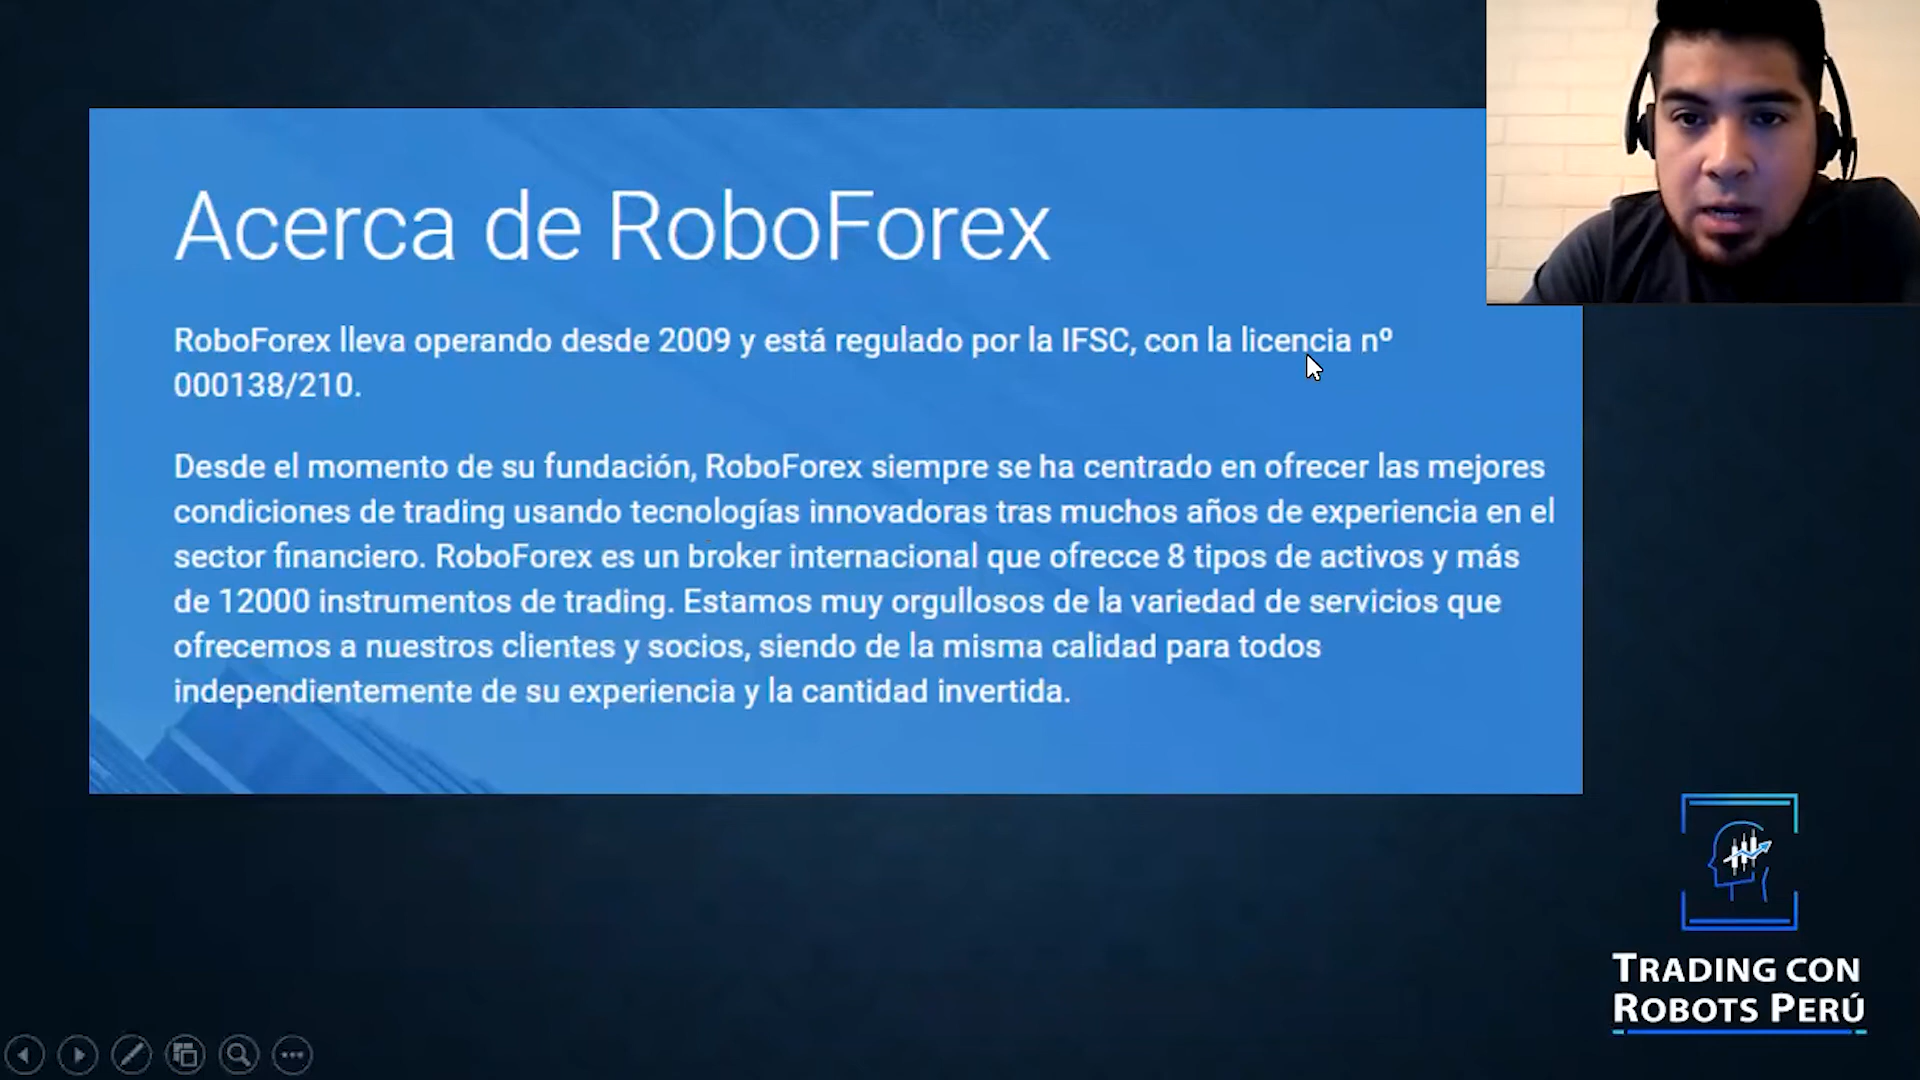 Acerca de RoboForex
RoboForex lleva operando desde 2009 y está regulado por la IFSC, con la licencia nº
000138/210.
Desde el momento de su fundación, RoboForex siempre se ha centrado en ofrecer las mejores
condiciones de trading usando tecnologías innovadoras tras muchos años de experiencia en el
sector financiero. RoboForex es un broker internacional que ofrecce 8 tipos de activos y más
de 12000 instrumentos de trading. Estamos muy orgullosos de la variedad de servicios que
ofrecemos a nuestros clientes y socios, siendo de la misma calidad para todos
independientemente de su experiencia y la cantidad invertida.
TRADING CON
ROBOTS PERÚ